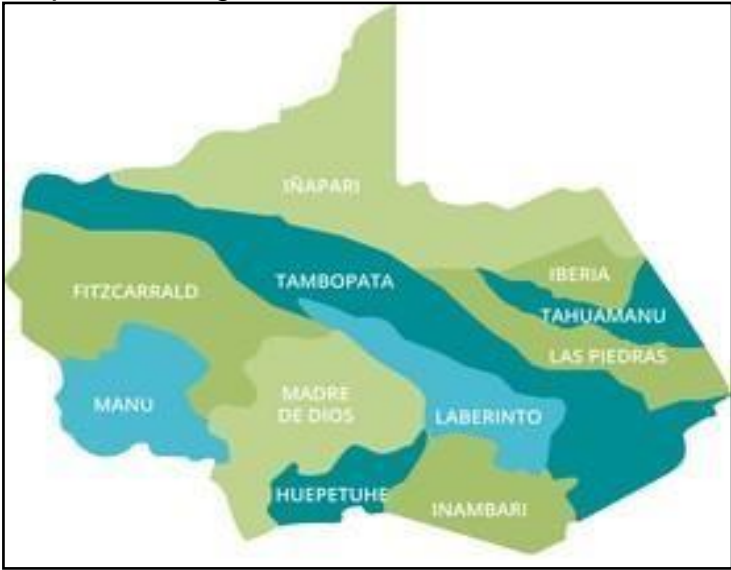 IÑAPARI
IBERIA
TAMBOPATA
FITZCARRALD
TAHUAMANU
LAS PIEDRAS
MADRE
DE DIOS
MANU
LABERINTO
HUEPETUHE
INAMBARI